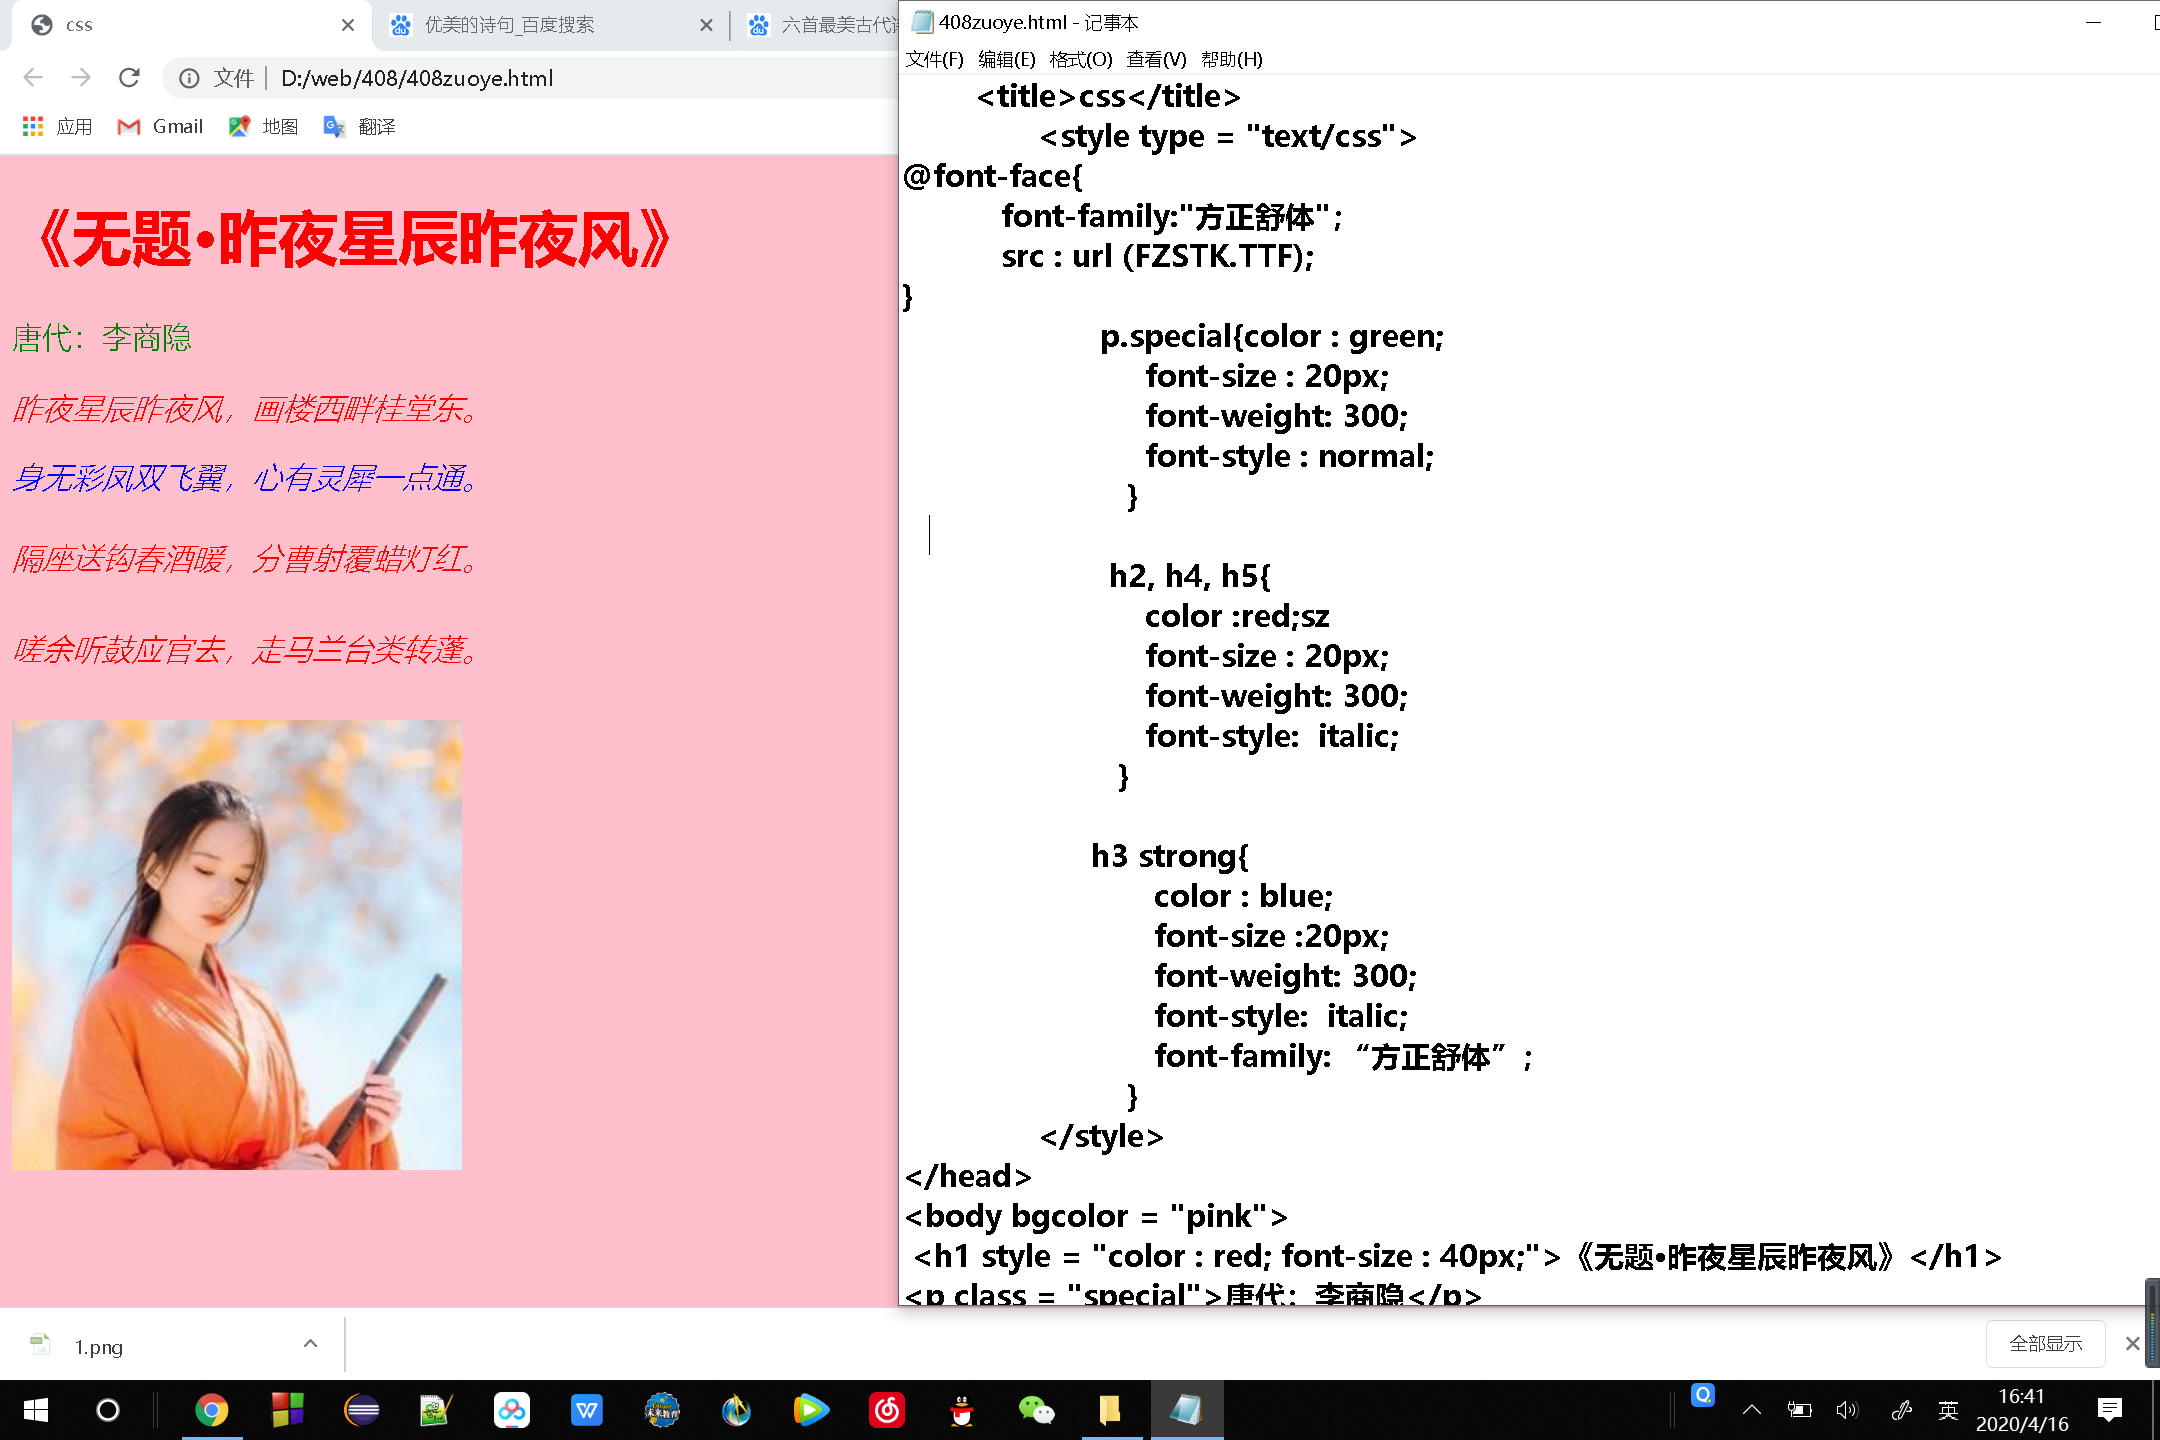 css
优美的诗句_百度搜索
六首最美古代诗
文件
D:/web/408/408zuoye.html
应用
Gmail
地图
翻译
《无题•昨夜星辰昨夜风》
唐代：李商隐
昨夜星辰昨夜风，画楼西畔桂堂东。
身无彩凤双飞翼，心有灵犀一点通。
隔座送钩春酒暖，分曹射覆蜡灯红。
嗟余听鼓应官去，走马兰台类转蓬。
408zuoye.html - 记事本
文件(F) 编辑(E) 格式(O) 查看(V) 帮助(H)
<title>css</title>
<style type = "text/css">
@font-face{
font-family:"方正舒体";
src : url (FZSTK.TTF);
}
p.special{color : green;
font-size : 20px;
font-weight: 300;
font-style : normal;
}
h2, h4, h5{
color :red;sz
font-size : 20px;
font-weight: 300;
font-style:  italic;
}
h3 strong{
color : blue;
font-size :20px;
font-weight: 300;
font-style:  italic;
font-family: “方正舒体”;
}
</style>
</head>
<body bgcolor = "pink">
<h1 style = "color : red; font-size : 40px;">《无题•昨夜星辰昨夜风》</h1>
<p class = "special">唐代：李商隐</p>
1.png
全部显示
英
16:41
2020/4/16